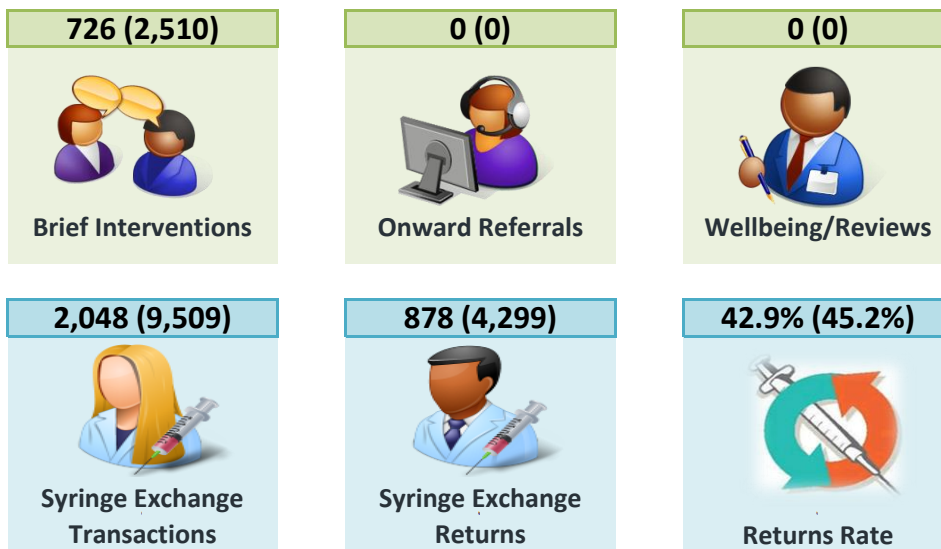 726 (2,510)
0 (0)
0 (0)
Brief Interventions
Onward Referrals
Wellbeing/Reviews
2,048 (9,509)
878 (4,299)
42.9% (45.2%)
Syringe Exchange
Transactions
Syringe Exchange
Returns
Returns Rate